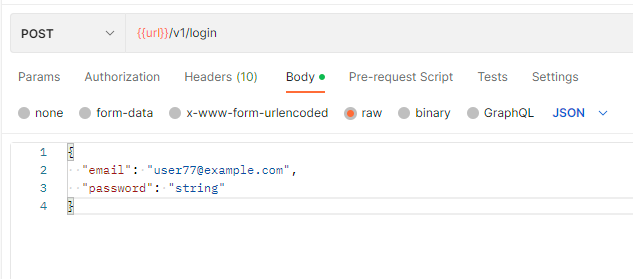 POST {{url}}/v1/login
Params Authorization Headers (10) Body Pre-request Script Tests Settings
none form-data x-www-form-urlencoded raw binary GraphQL JSON
1 {
2 "email": "user77@example.com",
3 "password": "string"
4 }